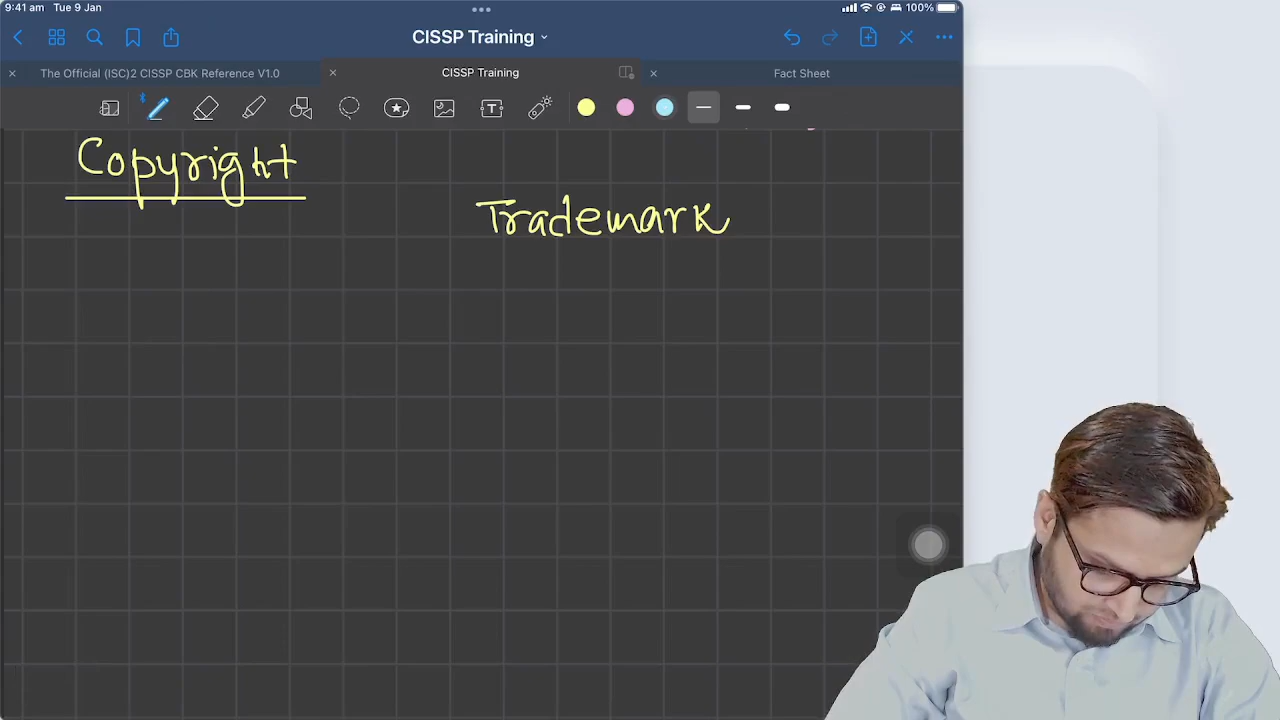 9:41 am Tue 9 Jan
100%
CISSP Training
The Official (ISC)2 CISSP CBK Reference V1.0
CISSP Training
Fact Sheet
T
Copyright
Trademark